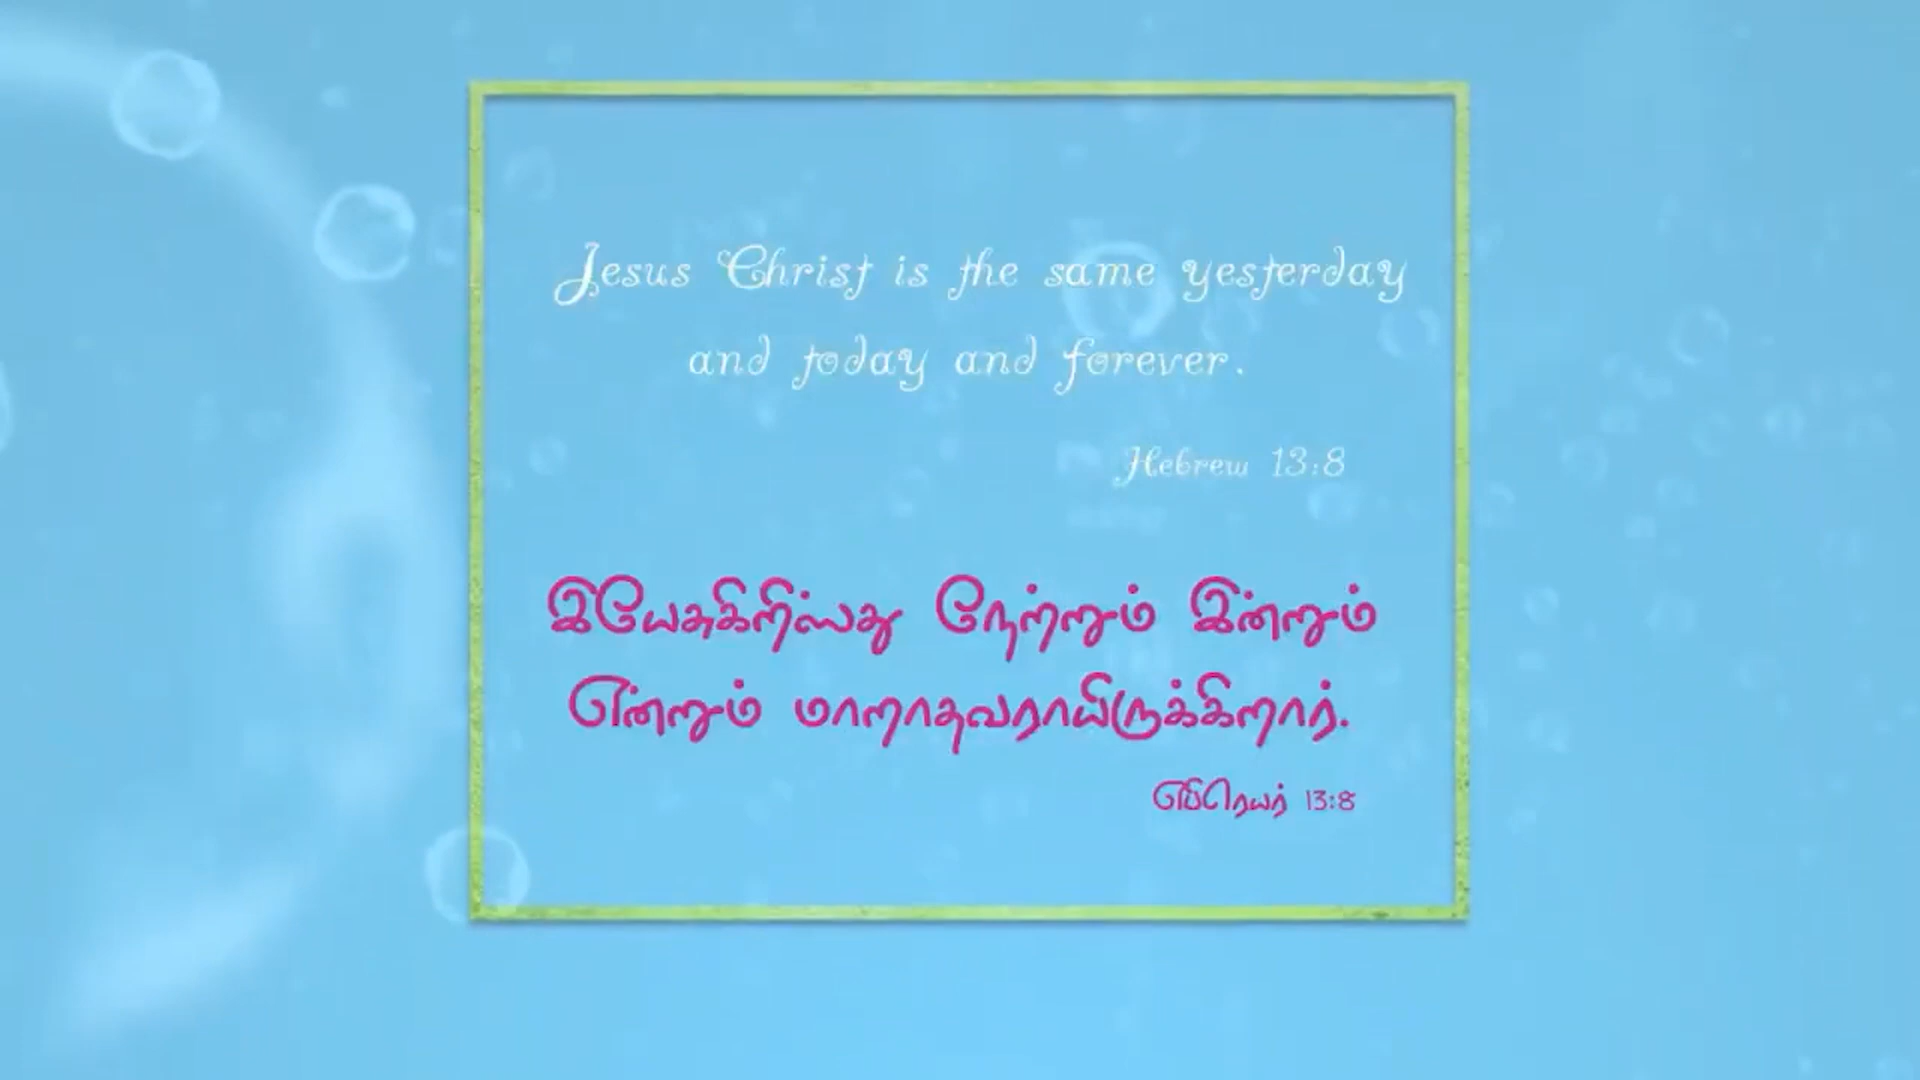 Jesus Christ is the same yesterday
and today and forever.
Hebrew 13:8
இயேசுகிறிஸ்து நேற்றும் இன்றும்
என்றும் மாறாதவராயிருக்கிறார்.
எபிரெயர் 13:8